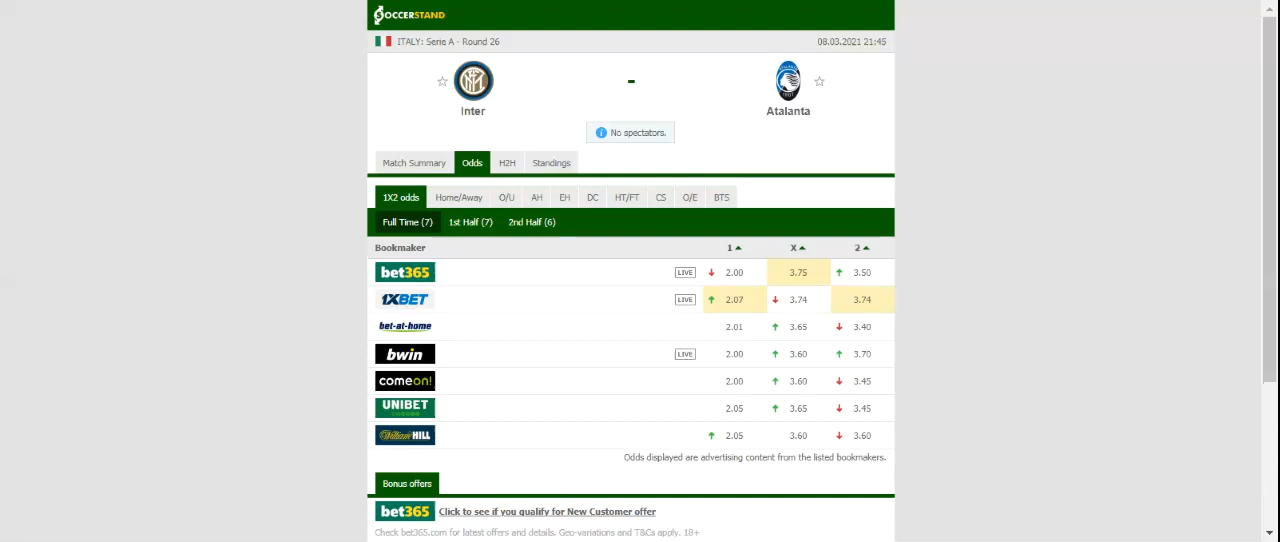 SOCCERSTAND
ITALY: Serie A - Round 26 08.03.2021 21:45
-
Inter Atalanta
No spectators.
Match Summary Odds H2H Standings
1X2 odds Home/Away O/U AH EH DC HT/FT CS O/E BTS
Full Time (7) 1st Half (7) 2nd Half (6)
Bookmaker 1 X 2
bet365 LIVE 2.00 3.75 3.50
1XBET LIVE 2.07 3.74 3.74
bet-at-home 2.01 3.65 3.40
bwin LIVE 2.00 3.60 3.70
comeon! 2.00 3.60 3.45
UNIBET 2.05 3.65 3.45
William HILL 2.05 3.60 3.60
Odds displayed are advertising content from the listed bookmakers.
Bonus offers
bet365 Click to see if you qualify for New Customer offer
Check bet365.com for latest offers and details. Geo-variations and T&Cs apply. 18+